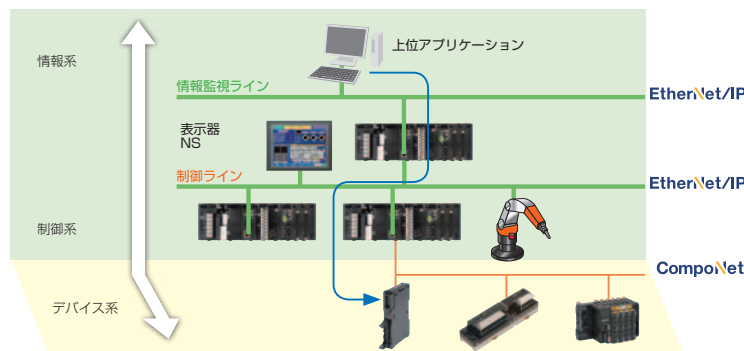 上位アプリケーション
情報系
情報監視ライン
EtherNet/IP
表示器
NS
制御ライン
EtherNet/IP
制御系
CompoNet
デバイス系